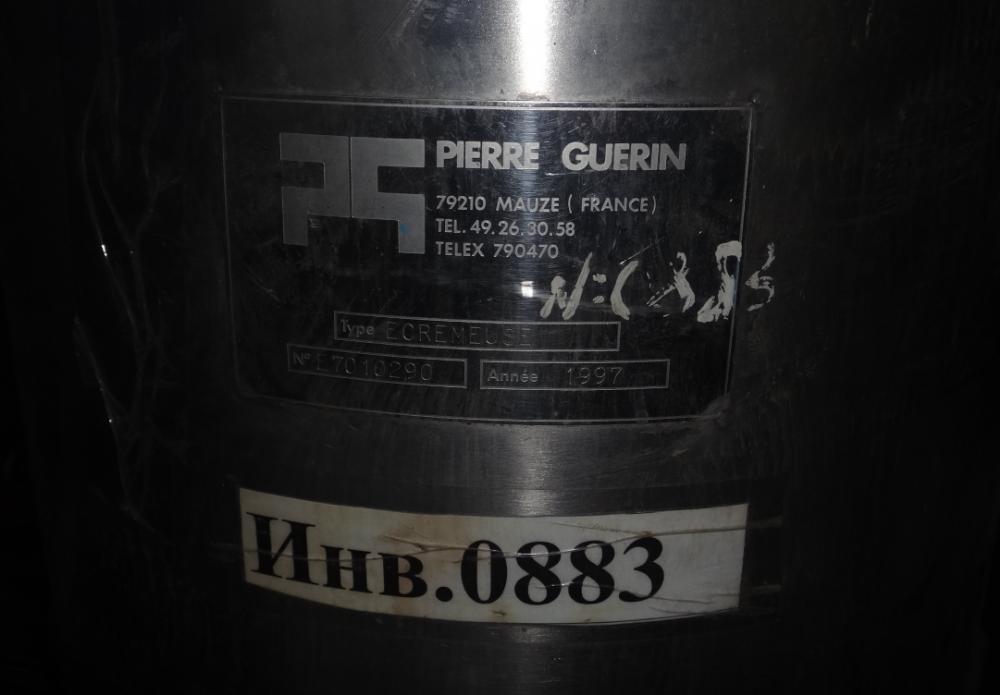 PIERRE GUERIN
79210 MAUZE ( FRANCE )
TEL. 49.26.30.58
TELEX 790470
Type ECREMEUSE
N° E7010290
Année 1997
Инв.0883